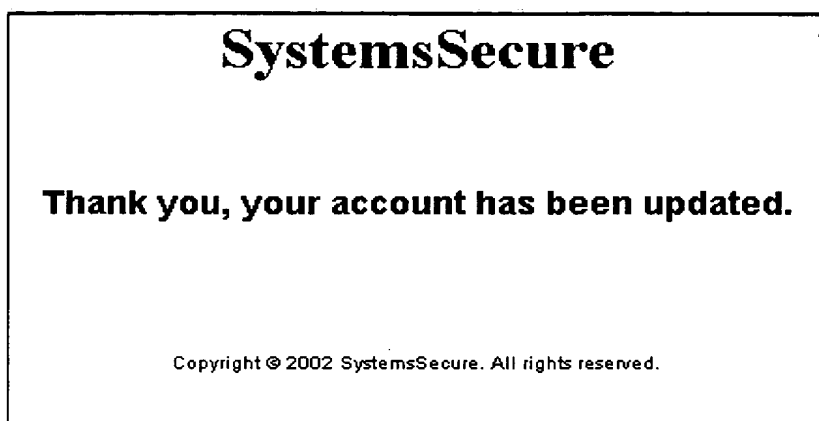 SystemsSecure
Thank you, your account has been updated.
Copyright © 2002 SystemsSecure. All rights reserved.